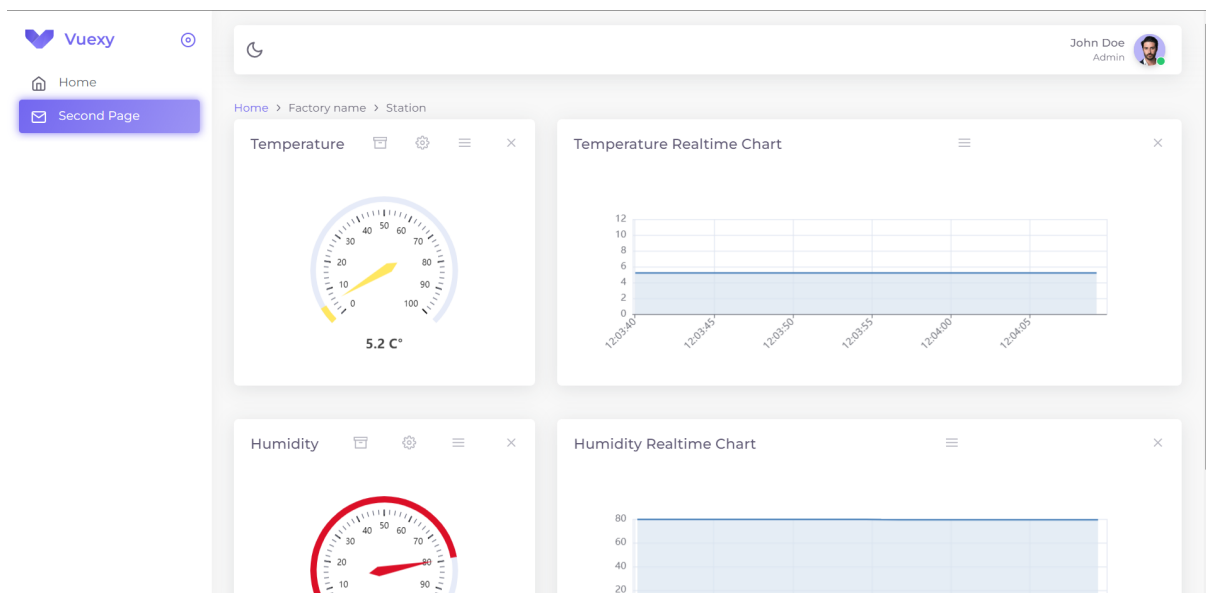 Vuexy
Home
Second Page
John Doe
Admin
Home > Factory name > Station
Temperature
50
40 60
30 70
20 80
10 90
0 100
5.2 C°
Temperature Realtime Chart
12
10
8
6
4
2
0
12:03:40 12:03:45 12:03:50 12:03:55 12:04:00 12:04:05
Humidity
50
40 60
30 70
20 80
10 90
Humidity Realtime Chart
80
60
40
20